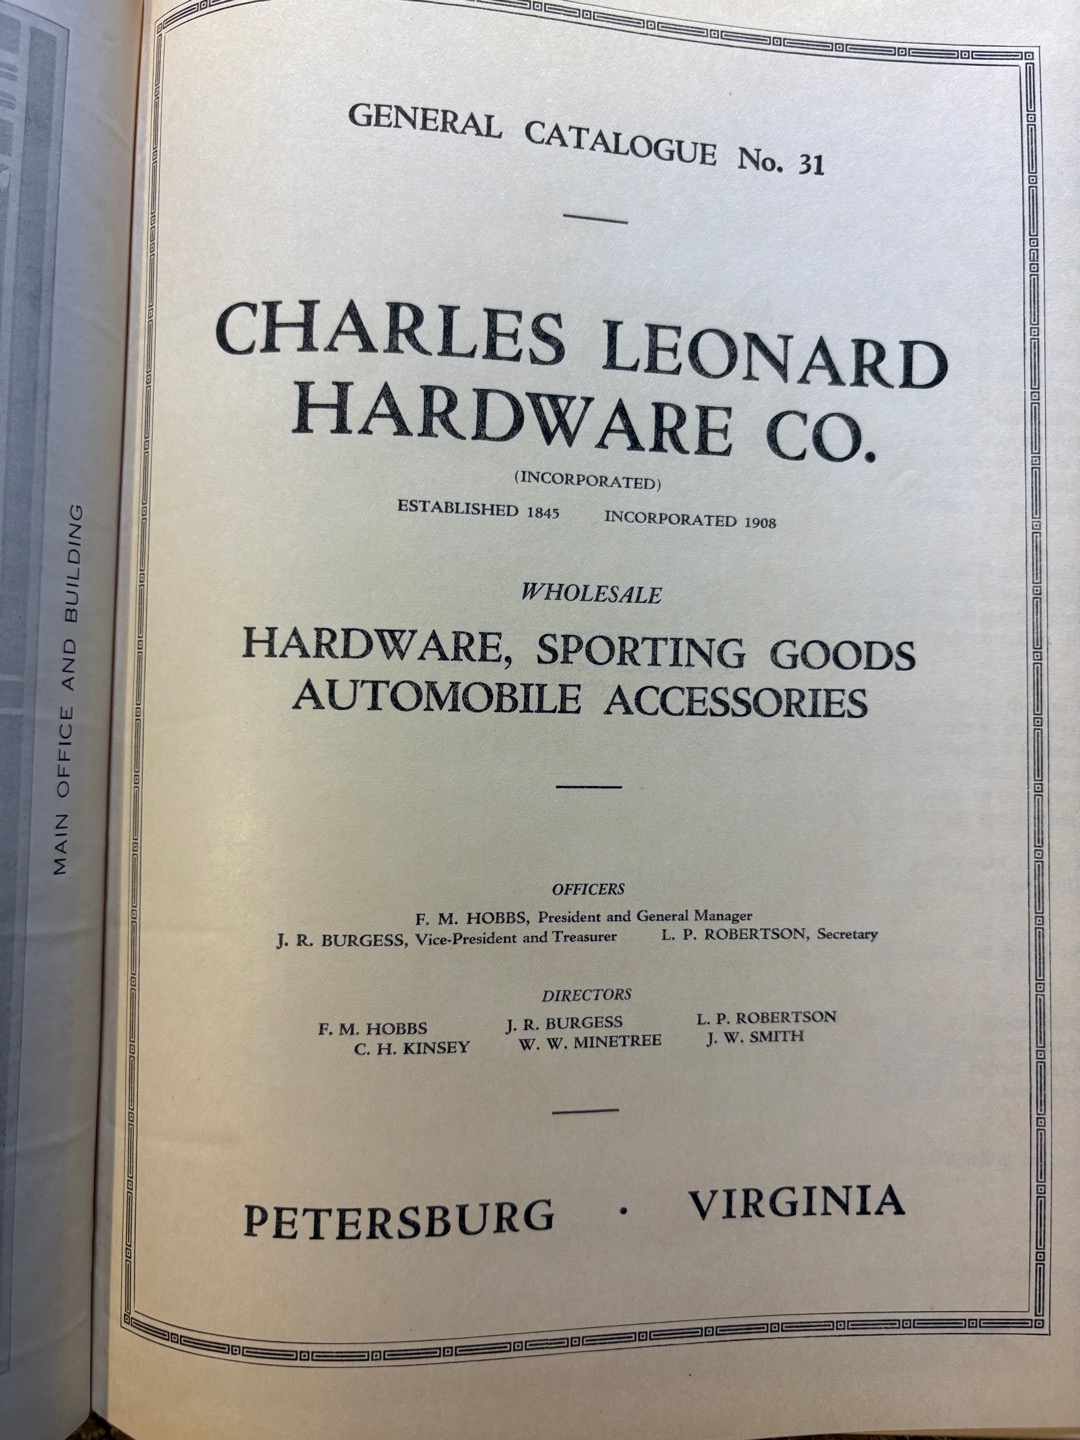 MAIN OFFICE AND BUILDING
GENERAL CATALOGUE No. 31
CHARLES LEONARD
HARDWARE CO.
(INCORPORATED)
ESTABLISHED 1845 INCORPORATED 1908
WHOLESALE
HARDWARE, SPORTING GOODS
AUTOMOBILE ACCESSORIES
OFFICERS
F. M. HOBBS, President and General Manager
J. R. BURGESS, Vice-President and Treasurer L. P. ROBERTSON, Secretary
DIRECTORS
F. M. HOBBS J. R. BURGESS L. P. ROBERTSON
C. H. KINSEY W. W. MINETREE J. W. SMITH
PETERSBURG · VIRGINIA